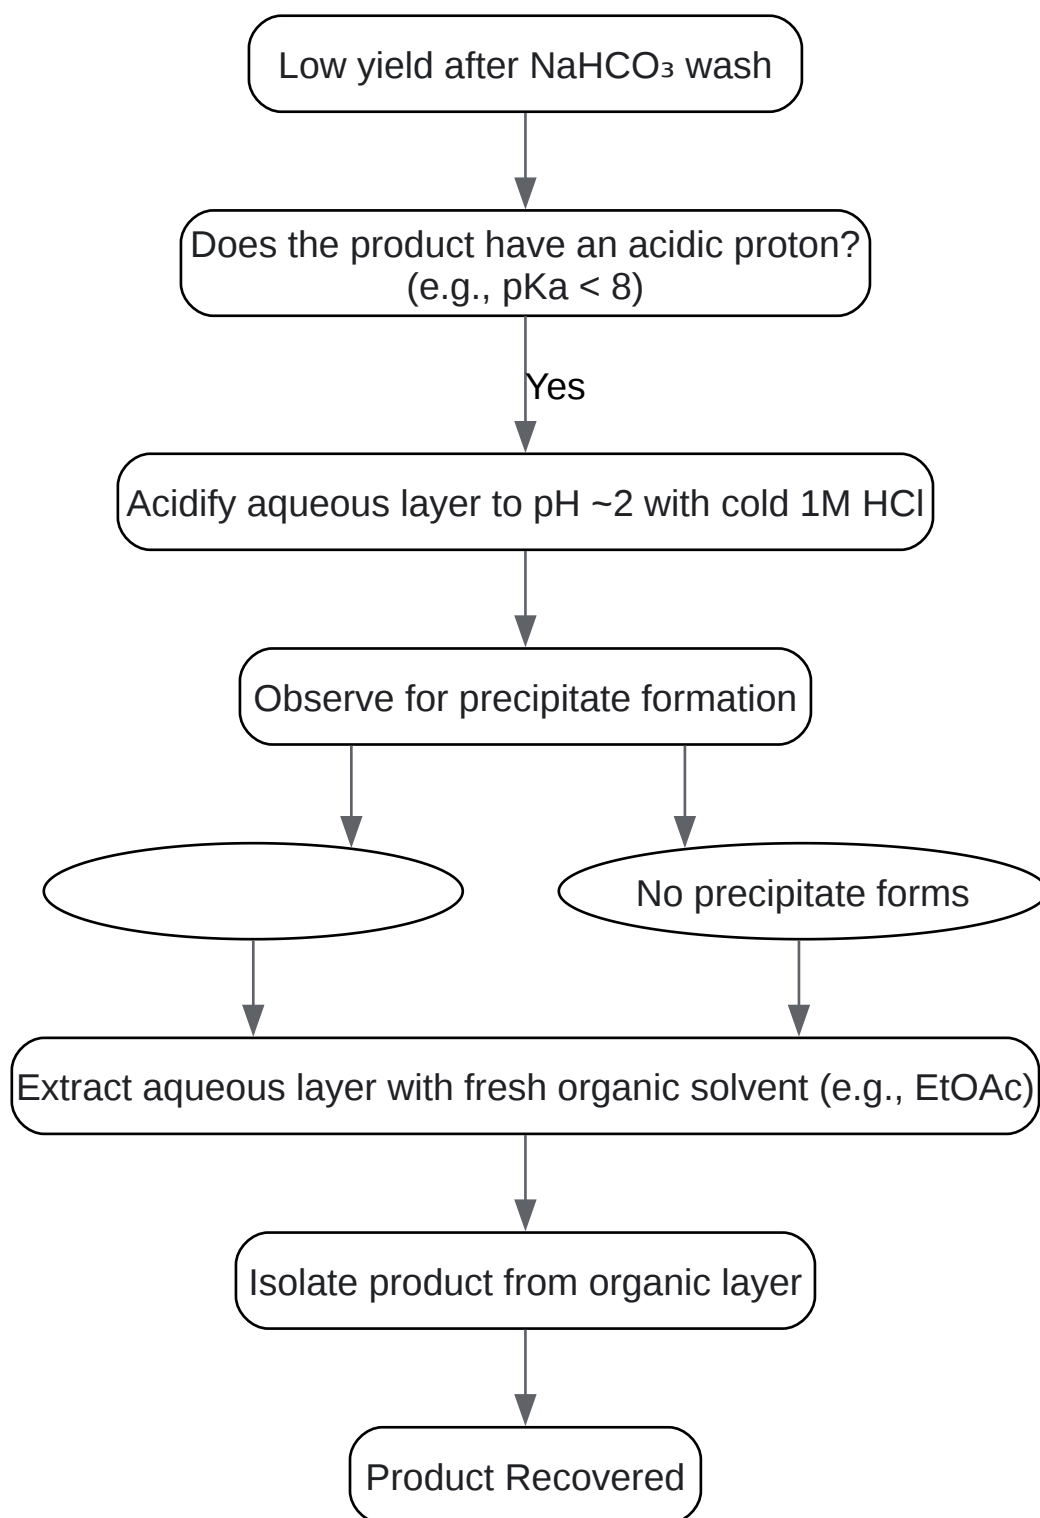 Low yield after NaHCO₃ wash
Does the product have an acidic proton?
(e.g., pKa < 8)
Yes
Acidify aqueous layer to pH ~2 with cold 1M HCl
Observe for precipitate formation
No precipitate forms
Extract aqueous layer with fresh organic solvent (e.g., EtOAc)
Isolate product from organic layer
Product Recovered